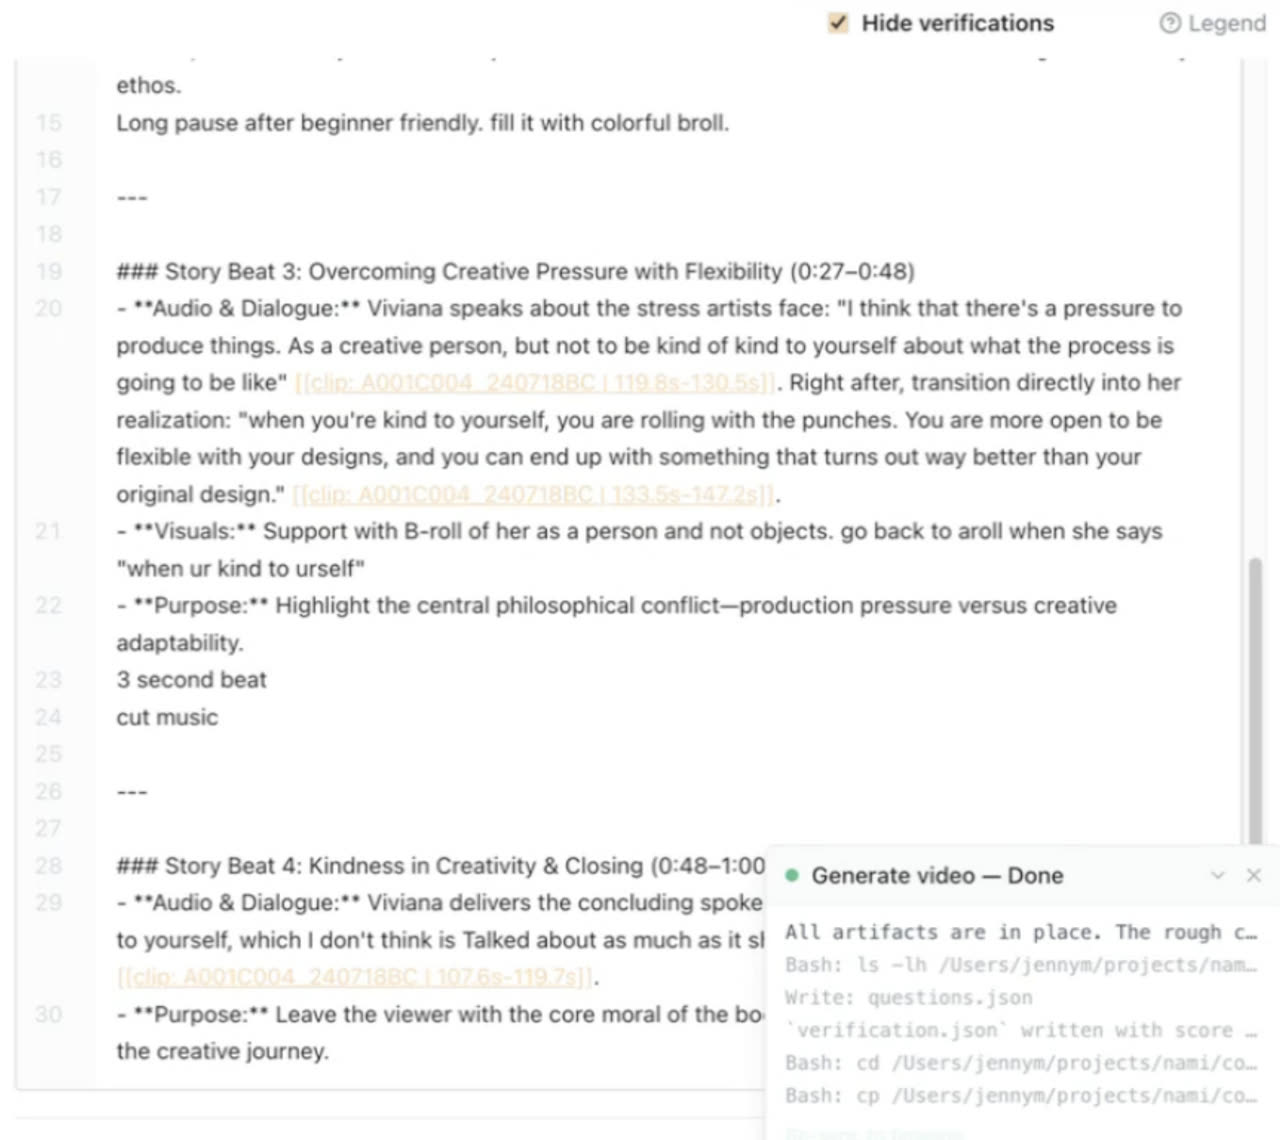 Hide verifications
Legend
ethos.
15 Long pause after beginner friendly. fill it with colorful broll.
16
17 ---
18
19 ### Story Beat 3: Overcoming Creative Pressure with Flexibility (0:27–0:48)
20 - **Audio & Dialogue:** Viviana speaks about the stress artists face: "I think that there's a pressure to
produce things. As a creative person, but not to be kind of kind to yourself about what the process is
going to be like" [[clip: A001C004_240718BC | 119.8s-130.5s]]. Right after, transition directly into her
realization: "when you're kind to yourself, you are rolling with the punches. You are more open to be
flexible with your designs, and you can end up with something that turns out way better than your
original design." [[clip: A001C004_240718BC | 133.5s-147.2s]].
21 - **Visuals:** Support with B-roll of her as a person and not objects. go back to aroll when she says
"when ur kind to urself"
22 - **Purpose:** Highlight the central philosophical conflict—production pressure versus creative
adaptability.
23 3 second beat
24 cut music
25
26 ---
27
28 ### Story Beat 4: Kindness in Creativity & Closing (0:48–1:00
29 - **Audio & Dialogue:** Viviana delivers the concluding spoke
to yourself, which I don't think is Talked about as much as it sh
[[clip: A001C004_240718BC | 107.6s-119.7s]].
30 - **Purpose:** Leave the viewer with the core moral of the bo
the creative journey.
Generate video — Done
All artifacts are in place. The rough c…
Bash: ls -lh /Users/jennym/projects/nam…
Write: questions.json
`verification.json` written with score …
Bash: cd /Users/jennym/projects/nami/co…
Bash: cp /Users/jennym/projects/nami/co…